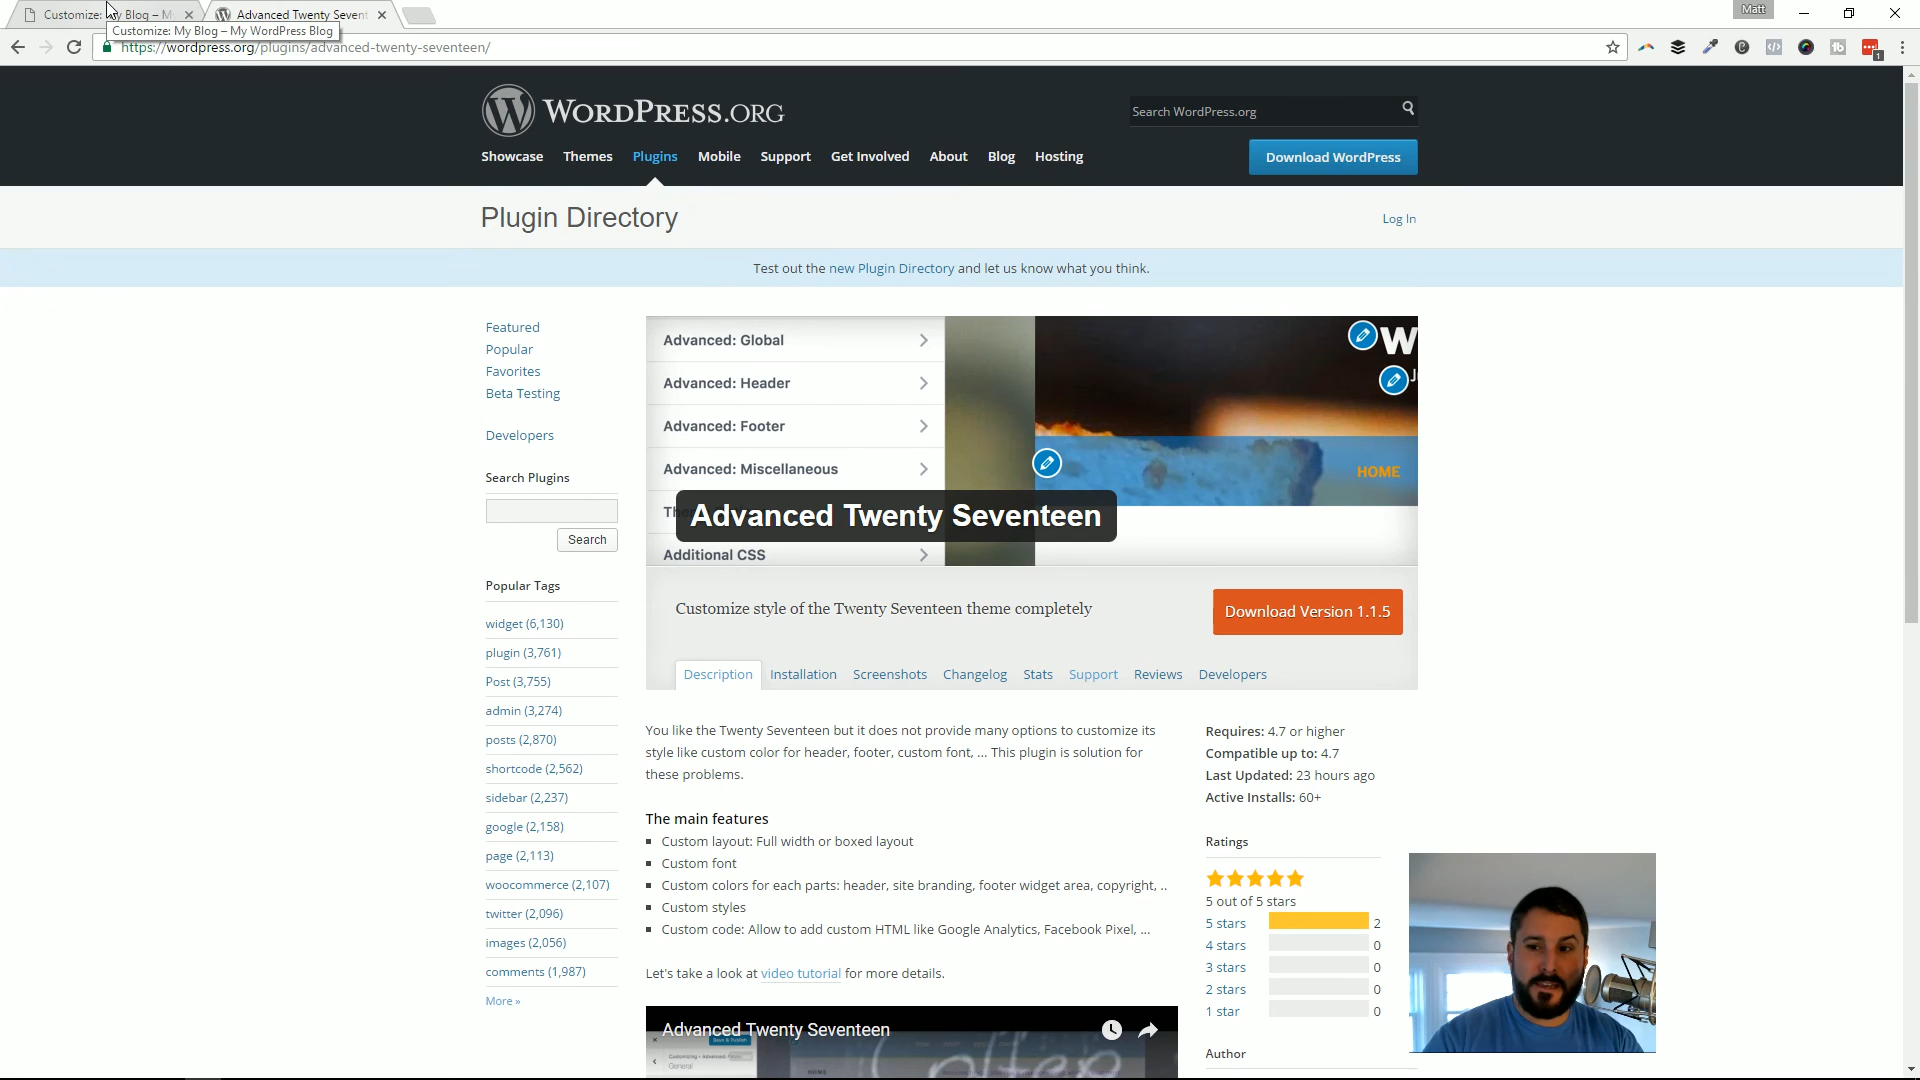 Customize: My Blog – M
Advanced Twenty Sevent
Matt
Customize: My Blog – My WordPress Blog
https://wordpress.org/plugins/advanced-twenty-seventeen/
1
WORDPRESS.ORG
Search WordPress.org
Showcase Themes Plugins Mobile Support Get Involved About Blog Hosting
Download WordPress
Plugin Directory
Log In
Test out the new Plugin Directory and let us know what you think.
Featured
Popular
Favorites
Beta Testing
Developers
Search Plugins
Search
Popular Tags
widget (6,130)
plugin (3,761)
Post (3,755)
admin (3,274)
posts (2,870)
shortcode (2,562)
sidebar (2,237)
google (2,158)
page (2,113)
woocommerce (2,107)
twitter (2,096)
images (2,056)
comments (1,987)
More »
Advanced: Global
Advanced: Header
Advanced: Footer
Advanced: Miscellaneous
Additional CSS
W
J
HOME
Advanced Twenty Seventeen
Customize style of the Twenty Seventeen theme completely
Download Version 1.1.5
Description Installation Screenshots Changelog Stats Support Reviews Developers
You like the Twenty Seventeen but it does not provide many options to customize its
style like custom color for header, footer, custom font, ... This plugin is solution for
these problems.
The main features
Custom layout: Full width or boxed layout
Custom font
Custom colors for each parts: header, site branding, footer widget area, copyright, ..
Custom styles
Custom code: Allow to add custom HTML like Google Analytics, Facebook Pixel, ...
Let's take a look at video tutorial for more details.
Advanced Twenty Seventeen
Save & Publish
General
HOME
Requires: 4.7 or higher
Compatible up to: 4.7
Last Updated: 23 hours ago
Active Installs: 60+
Ratings
5 out of 5 stars
5 stars 2
4 stars 0
3 stars 0
2 stars 0
1 star 0
Author